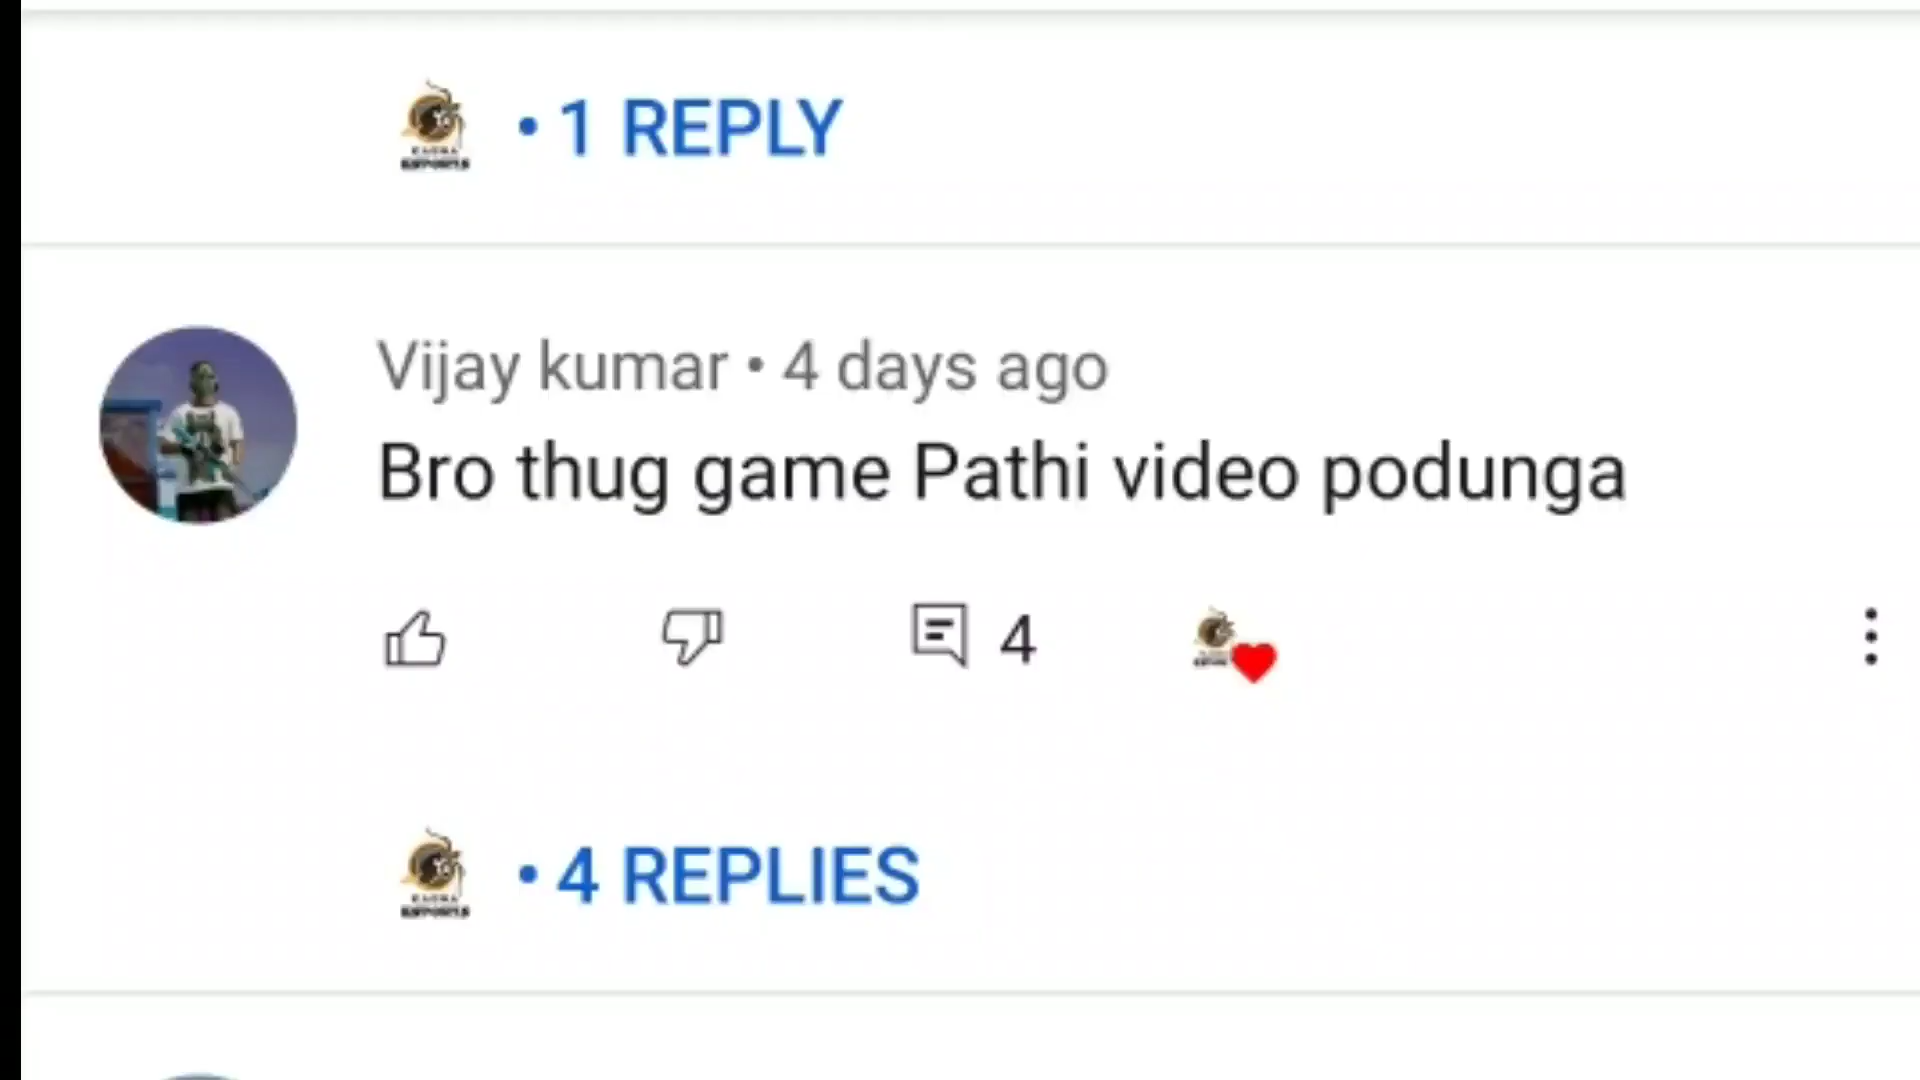 • 1 REPLY
Vijay kumar • 4 days ago
Bro thug game Pathi video podunga
4
• 4 REPLIES